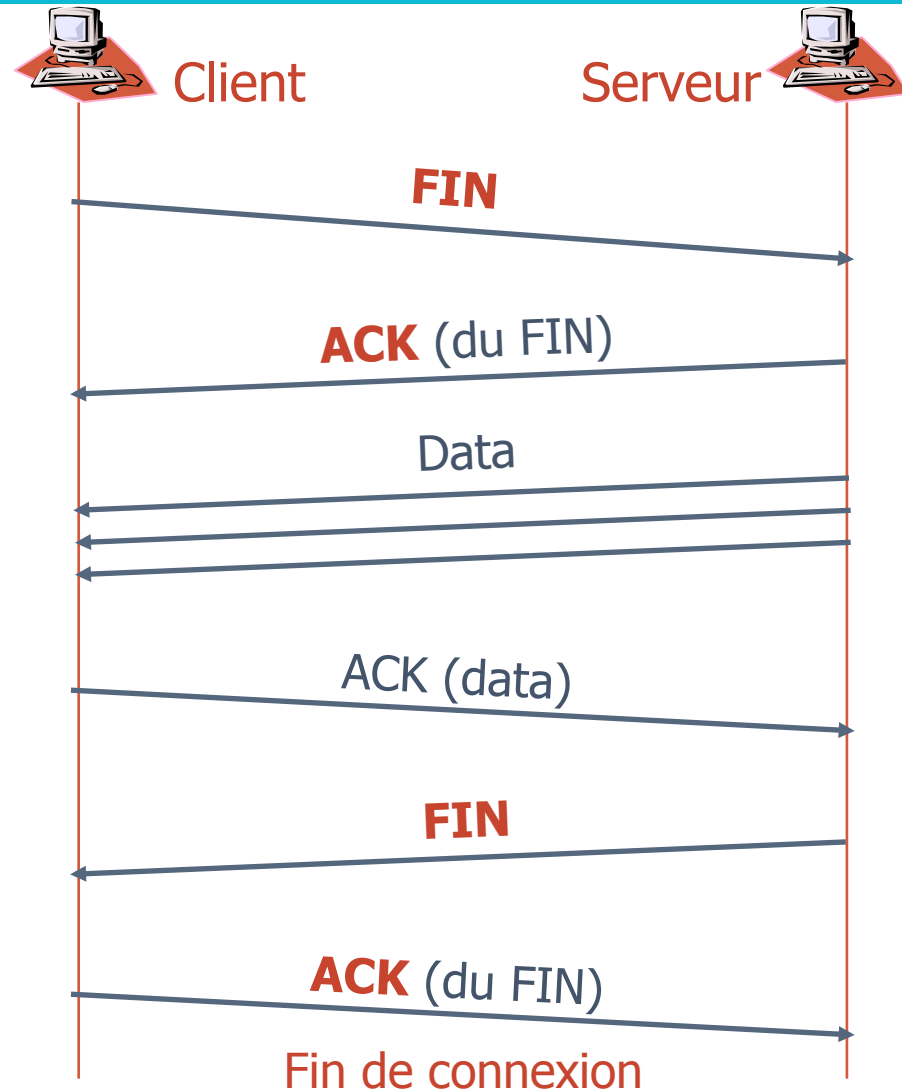 Client
Serveur
FIN
ACK (du FIN)
Data
ACK (data)
FIN
ACK (du FIN)
Fin de connexion